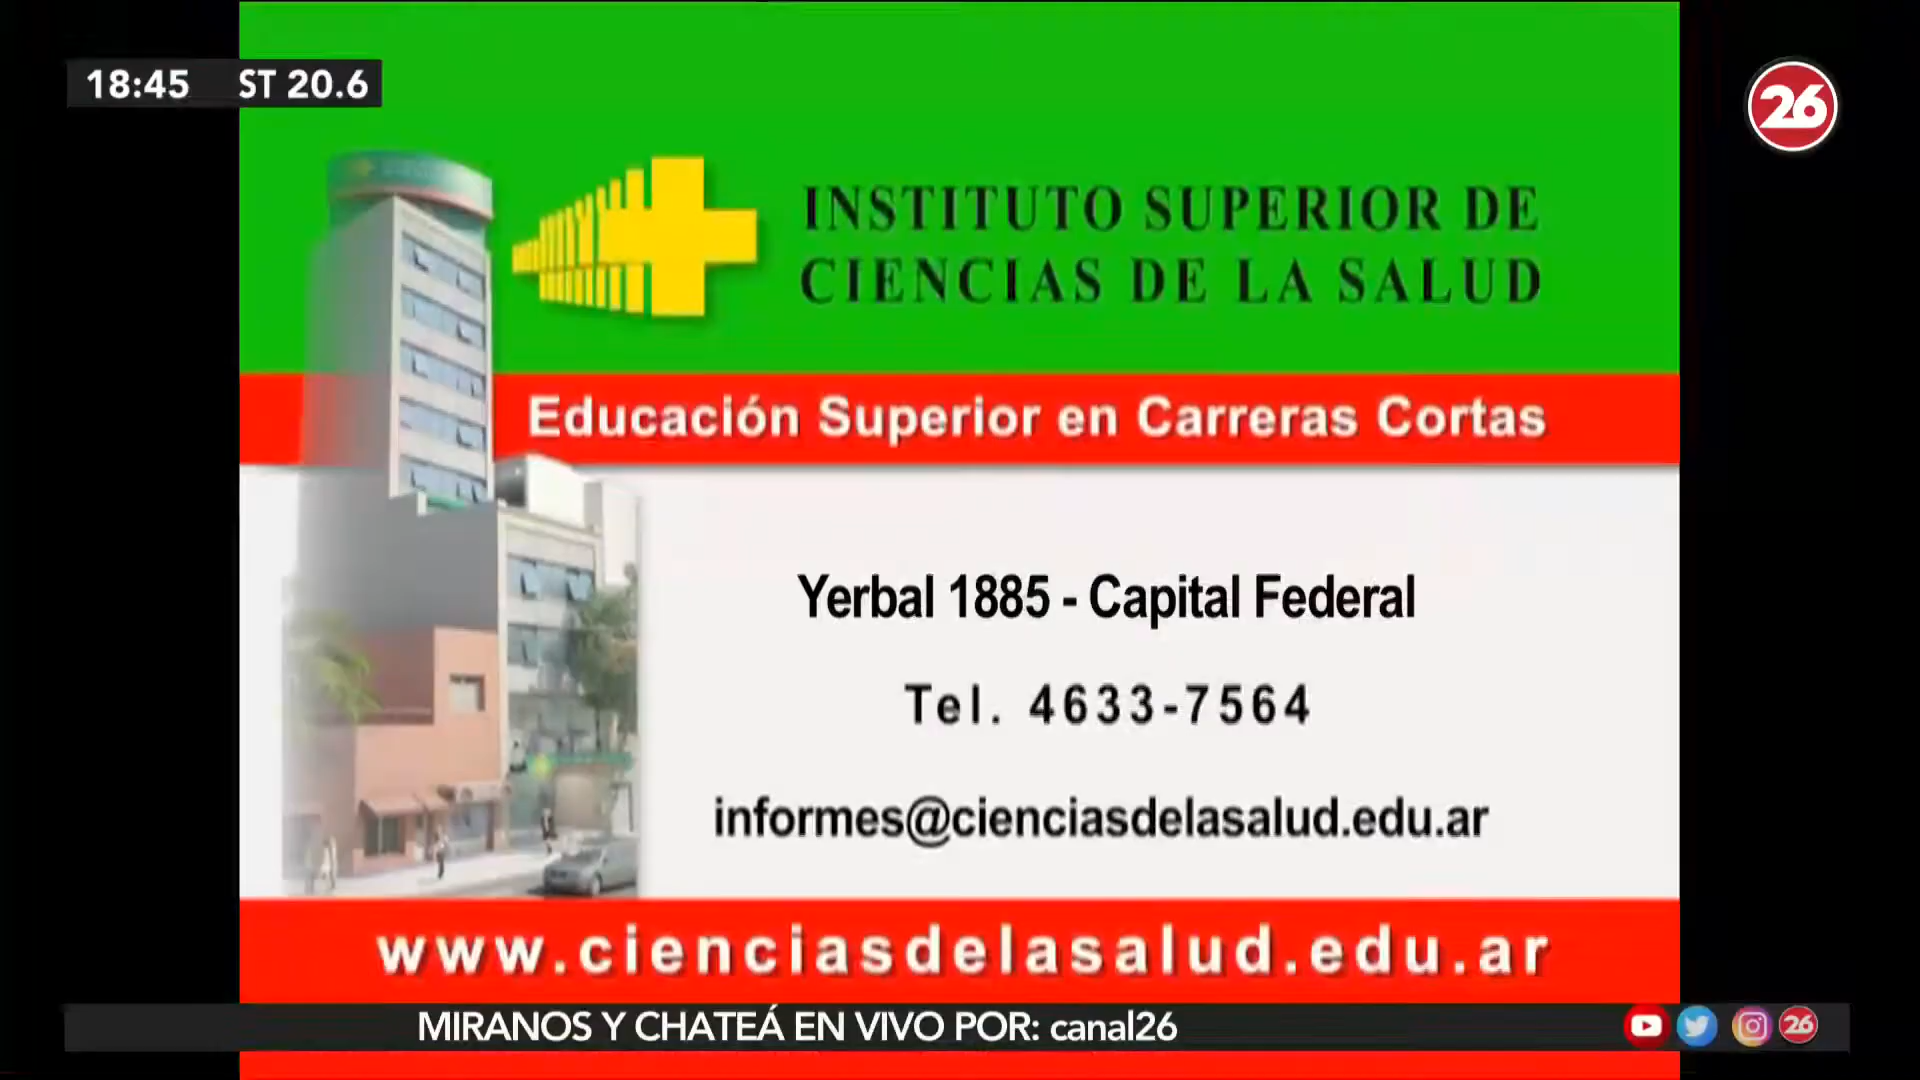 18:45 ST 20.6
26
INSTITUTO SUPERIOR DE
CIENCIAS DE LA SALUD
Educación Superior en Carreras Cortas
Yerbal 1885 - Capital Federal
Tel. 4633-7564
informes@cienciasdelasalud.edu.ar
www.cienciasdelasalud.edu.ar
MIRANOS Y CHATEÁ EN VIVO POR: canal26
26